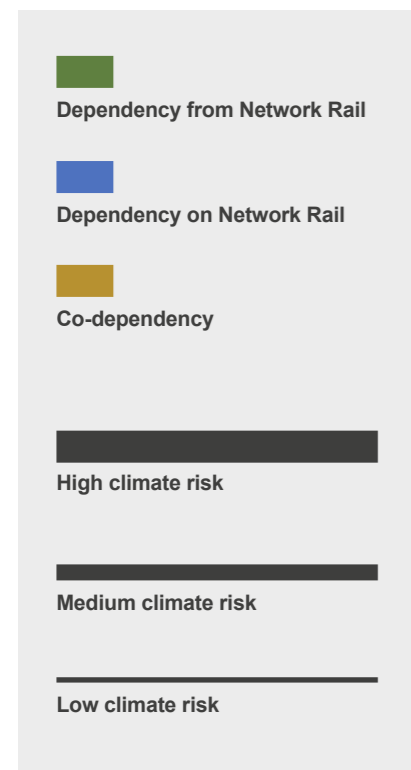 Dependency from Network Rail
Dependency on Network Rail
Co-dependency
High climate risk
Medium climate risk
Low climate risk